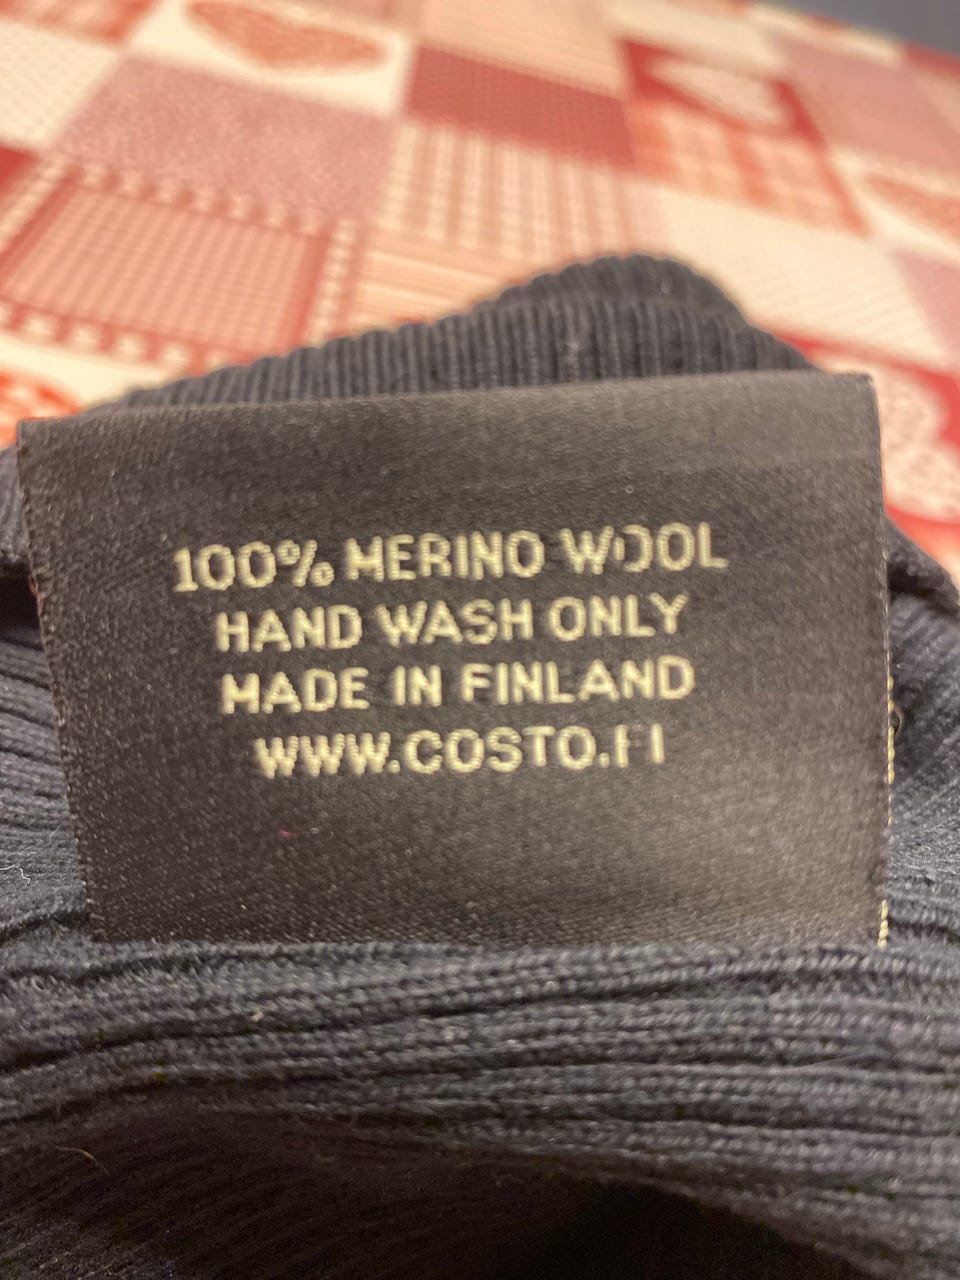 100% MERINO WOOL
HAND WASH ONLY
MADE IN FINLAND
WWW.COSTO.FI